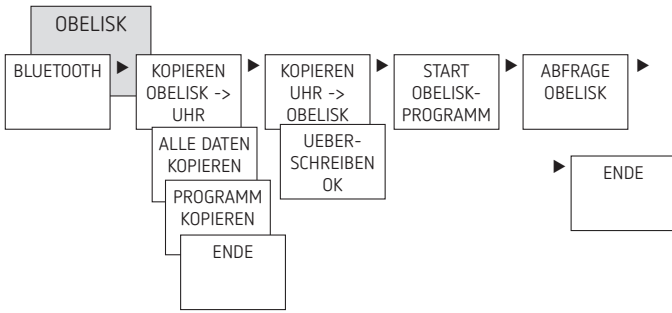 OBELISK
BLUETOOTH
KOPIEREN
OBELISK ->
UHR
ALLE DATEN
KOPIEREN
PROGRAMM
KOPIEREN
ENDE
KOPIEREN
UHR ->
OBELISK
UEBER-
SCHREIBEN
OK
START
OBELISK-
PROGRAMM
ABFRAGE
OBELISK
ENDE